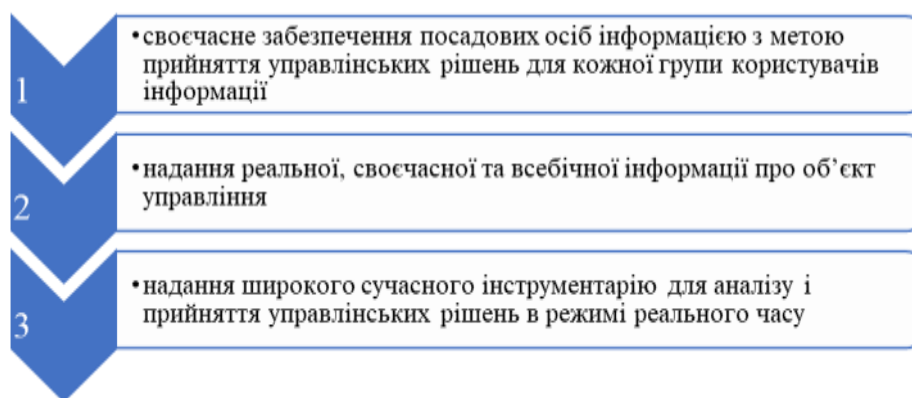 1
•своєчасне забезпечення посадових осіб інформацією з метою
прийняття управлінських рішень для кожної групи користувачів
інформації
2
•надання реальної, своєчасної та всебічної інформації про об’єкт
управління
3
•надання широкого сучасного інструментарію для аналізу і
прийняття управлінських рішень в режимі реального часу